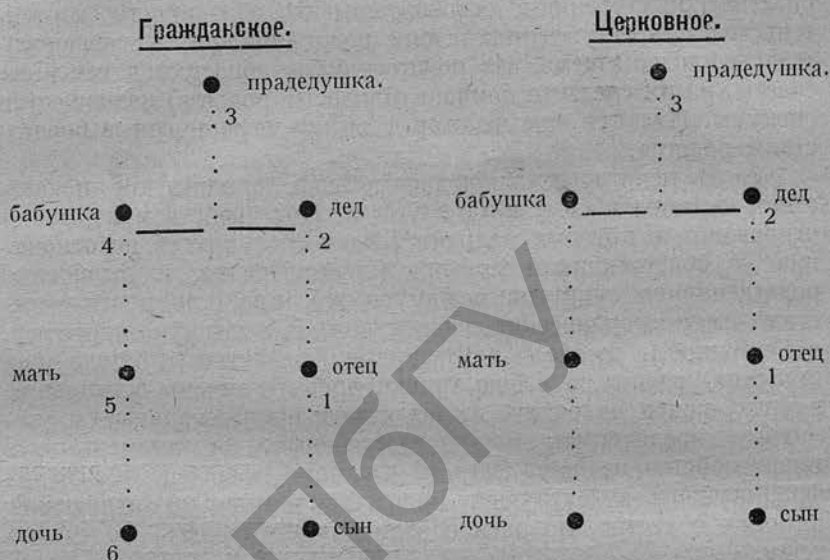 Гражданское. Церковное.
прадедушка. прадедушка.
3 3
бабушка дед бабушка дед
4 2 2
мать отец мать отец
5 1 1
дочь сын дочь сын
6
ПбГУ